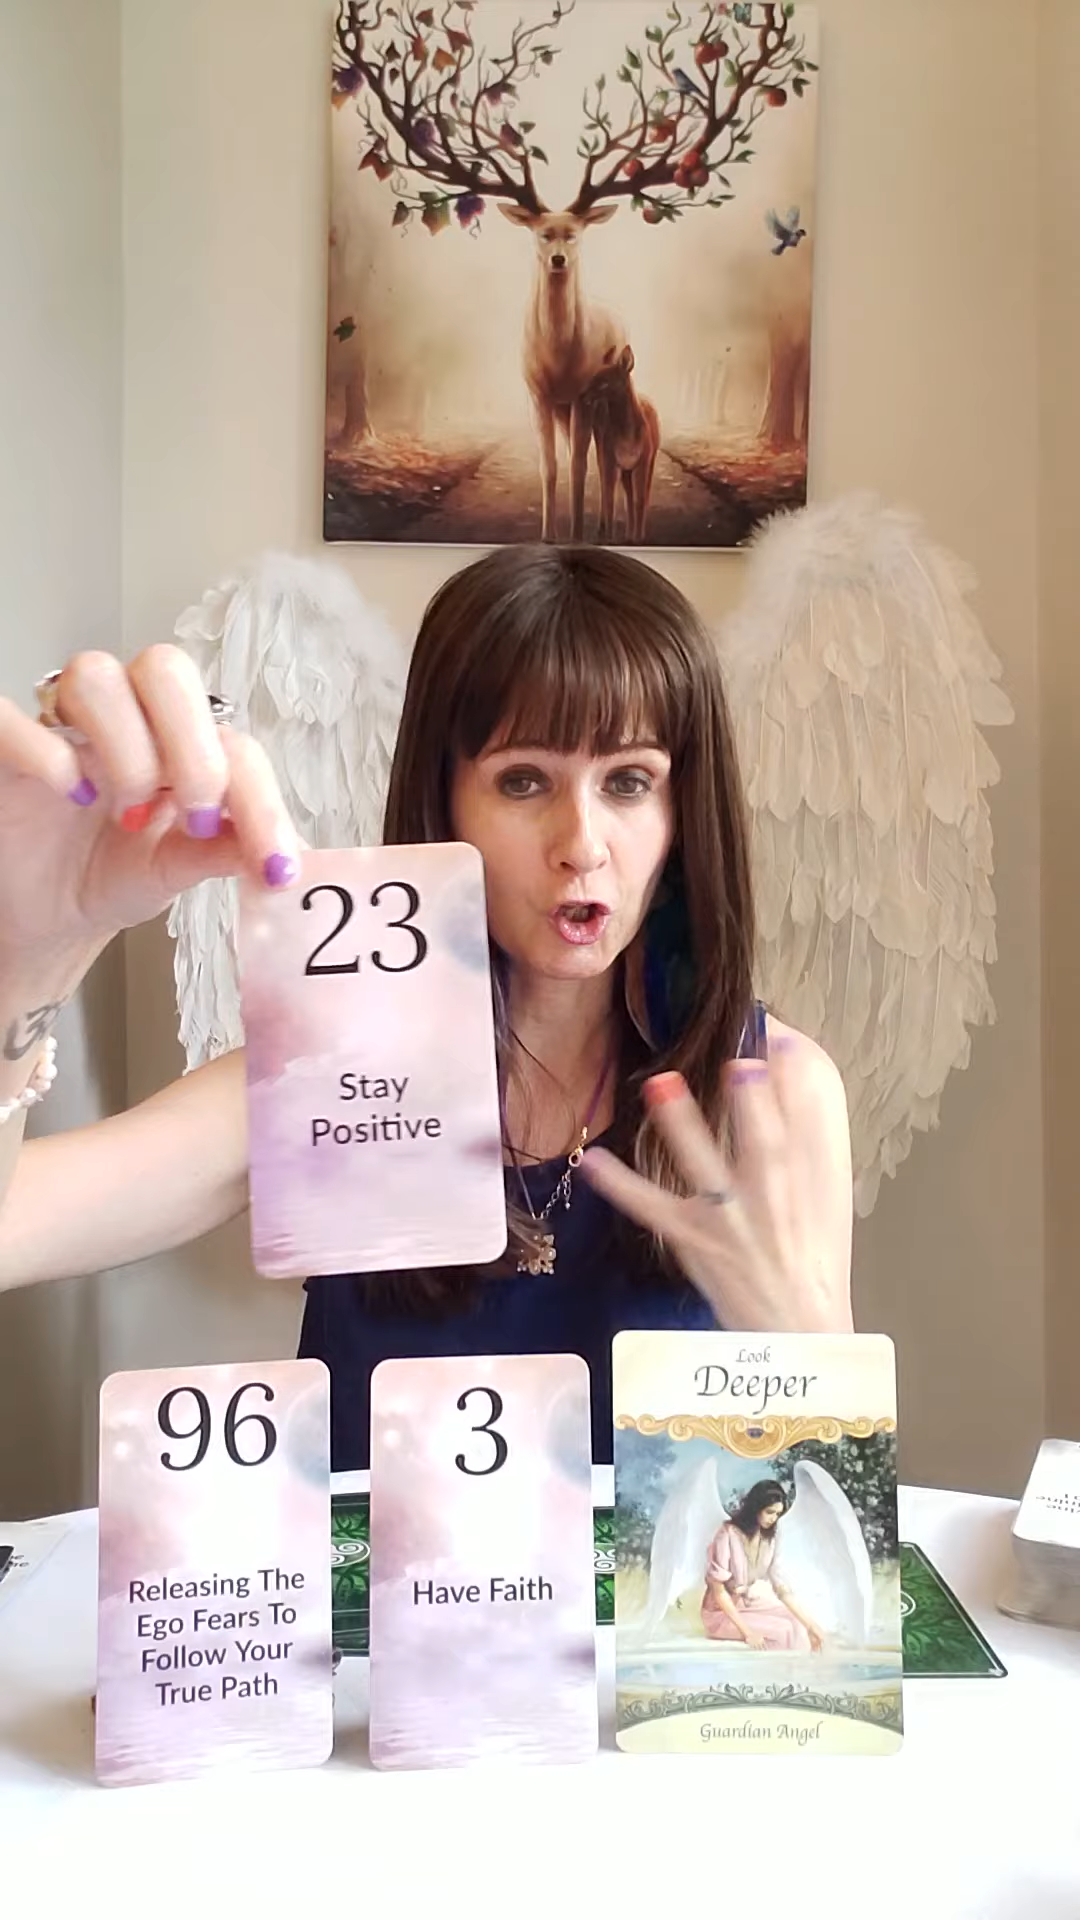 23
Stay
Positive
96
Releasing The
Ego Fears To
Follow Your
True Path
3
Have Faith
Look
Deeper
Guardian Angel